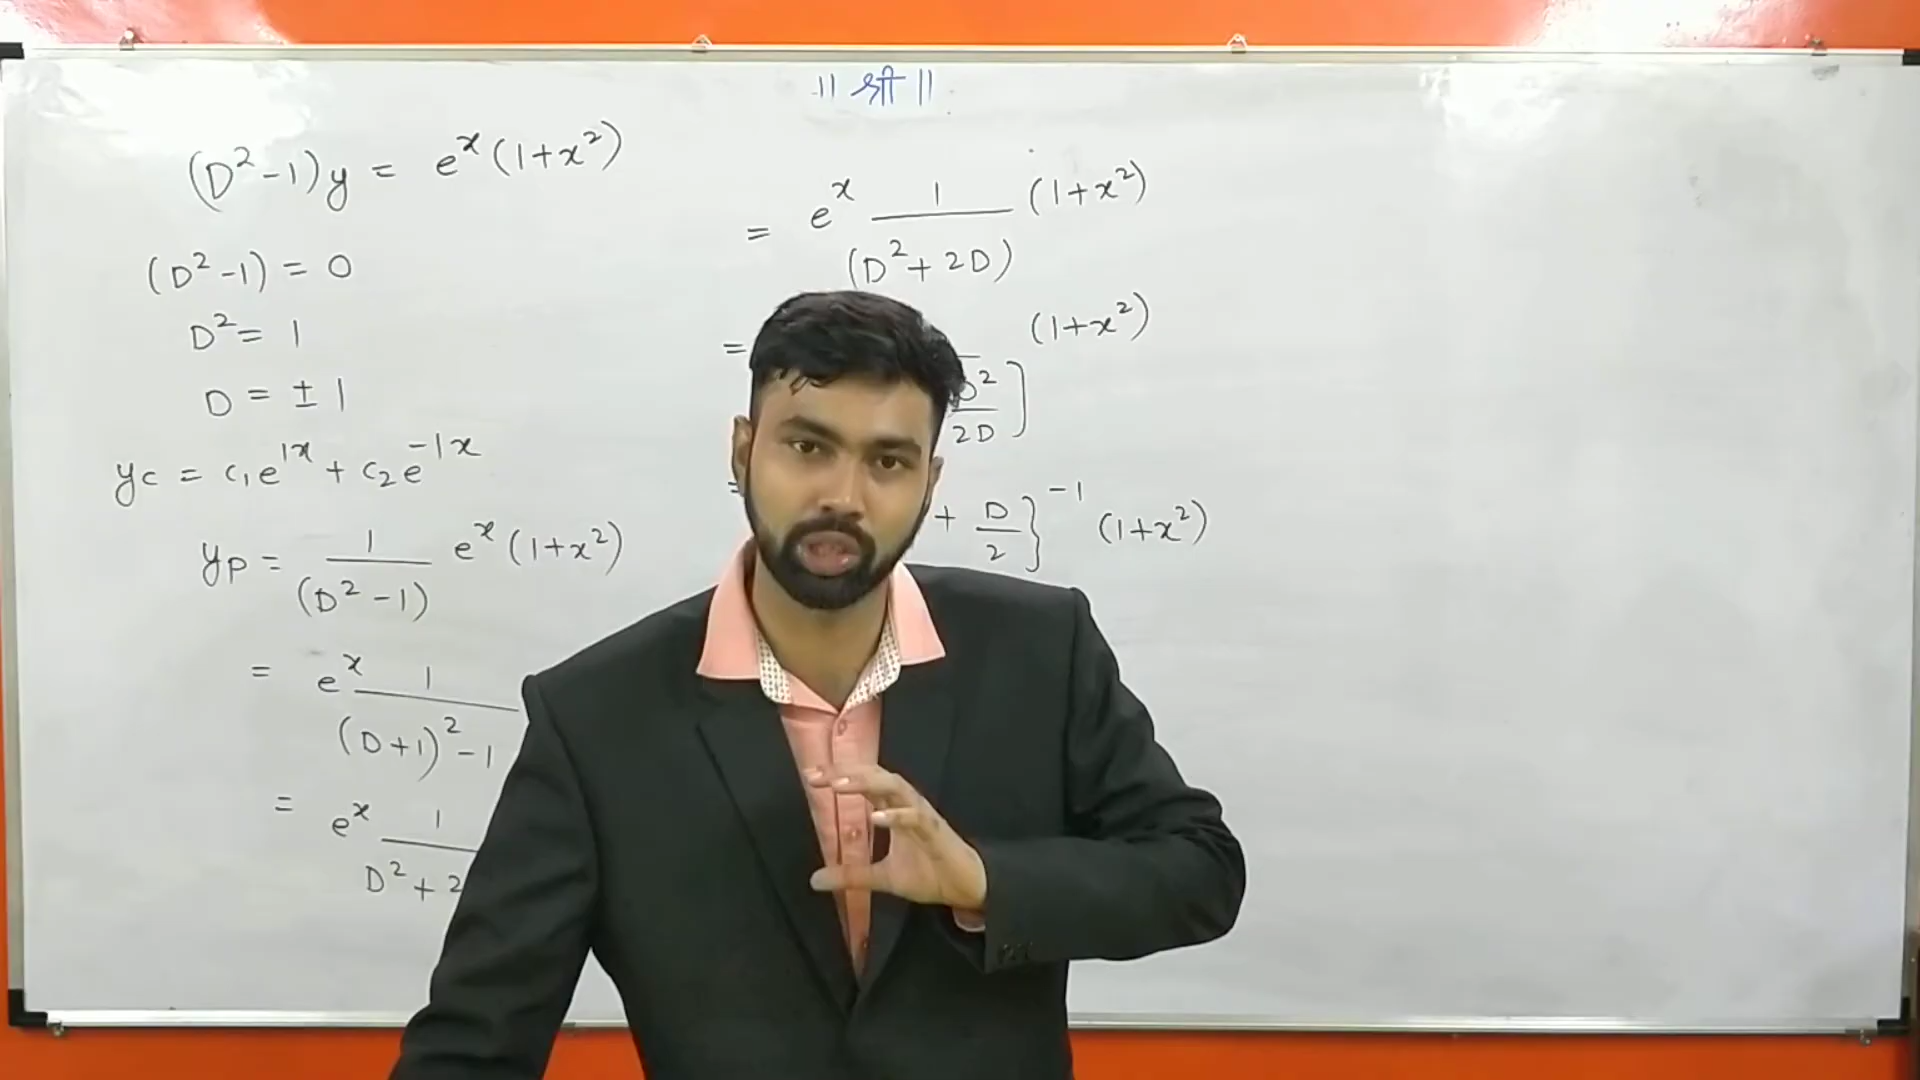 ॥ श्री ॥
(D²-1)y = eˣ(1+x²)
(D²-1) = 0
D² = 1
D = ± 1
yc = c₁e^1x + c₂e^-1x
yp = 1/(D²-1) eˣ(1+x²)
= eˣ 1/((D+1)²-1)
= eˣ 1/(D²+2
= eˣ 1/(D²+2D) (1+x²)
= D²/2D] (1+x²)
= + D/2}⁻¹ (1+x²)